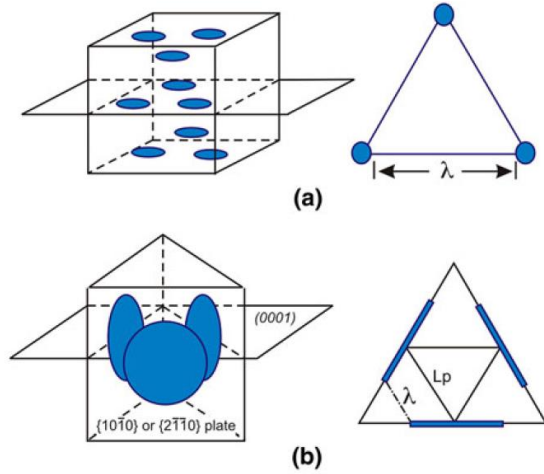 λ
(a)
(0001)
Lp
λ
{101̄0} or {21̄1̄0} plate
(b)